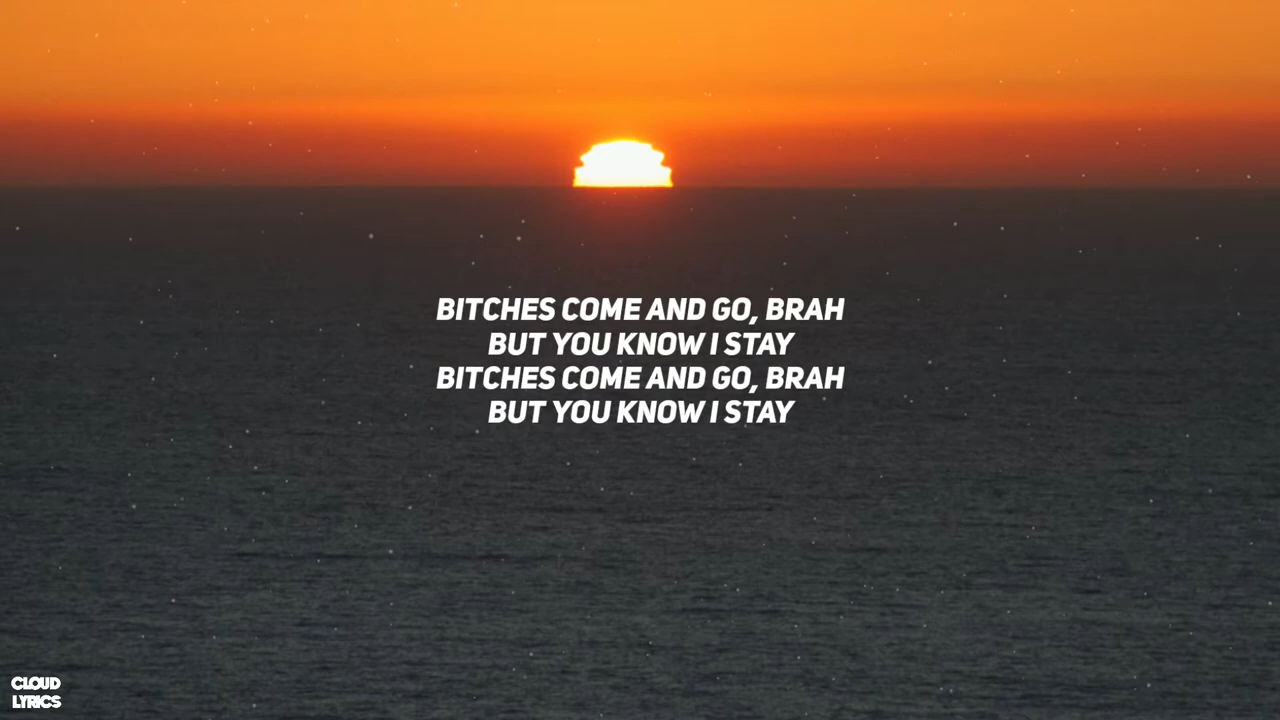 BITCHES COME AND GO, BRAH
BUT YOU KNOW I STAY
BITCHES COME AND GO, BRAH
BUT YOU KNOW I STAY
CLOUD
LYRICS